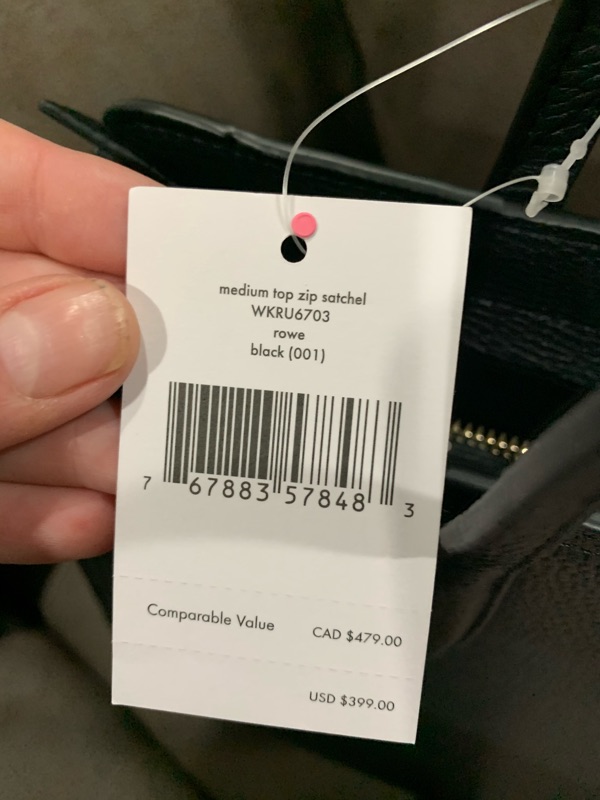 medium top zip satchel
WKRU6703
rowe
black (001)
7 67883 57848 3
Comparable Value CAD $479.00
USD $399.00